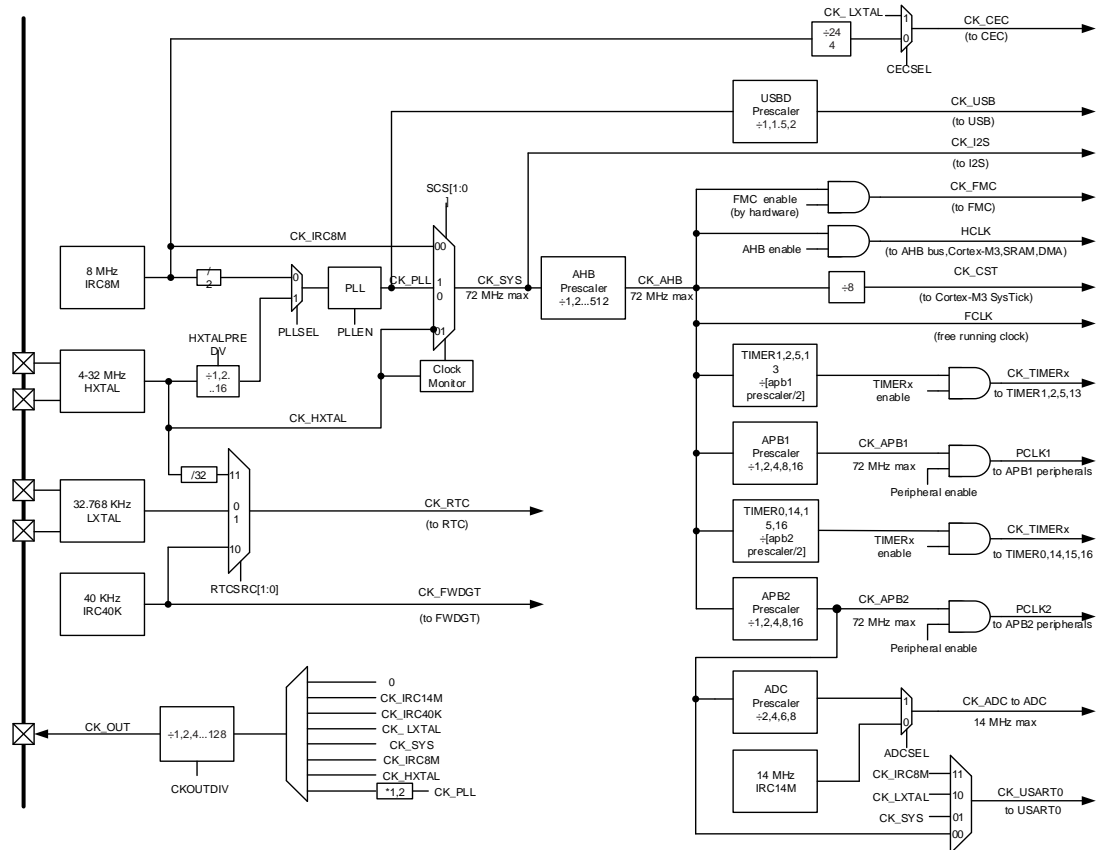 CK_ LXTAL
1
0
÷24
4
CECSEL
CK_CEC
(to CEC)
USBD
Prescaler
÷1,1.5,2
CK_USB
(to USB)
CK_I2S
(to I2S)
SCS[1:0
]
CK_IRC8M
00
1
0
01
8 MHz
IRC8M
/
2
0
1
PLLSEL
PLL
PLLEN
CK_PLL
CK_SYS
72 MHz max
AHB
Prescaler
÷1,2...512
CK_AHB
72 MHz max
FMC enable
(by hardware)
CK_FMC
(to FMC)
AHB enable
HCLK
(to AHB bus,Cortex-M3,SRAM,DMA)
÷8
CK_CST
(to Cortex-M3 SysTick)
FCLK
(free running clock)
HXTALPRE
DV
÷1,2.
..16
4-32 MHz
HXTAL
Clock
Monitor
CK_HXTAL
TIMER1,2,5,1
3
÷[apb1
prescaler/2]
TIMERx
enable
CK_TIMERx
to TIMER1,2,5,13
APB1
Prescaler
÷1,2,4,8,16
CK_APB1
72 MHz max
Peripheral enable
PCLK1
to APB1 peripherals
/32
11
0
1
10
32.768 KHz
LXTAL
CK_RTC
(to RTC)
RTCSRC[1:0]
TIMER0,14,1
5,16
÷[apb2
prescaler/2]
TIMERx
enable
CK_TIMERx
to TIMER0,14,15,16
40 KHz
IRC40K
CK_FWDGT
(to FWDGT)
APB2
Prescaler
÷1,2,4,8,16
CK_APB2
72 MHz max
Peripheral enable
PCLK2
to APB2 peripherals
CK_OUT
÷1,2,4...128
CKOUTDIV
0
CK_IRC14M
CK_IRC40K
CK_ LXTAL
CK_SYS
CK_IRC8M
CK_HXTAL
*1,2
CK_PLL
ADC
Prescaler
÷2,4,6,8
1
0
ADCSEL
CK_ADC to ADC
14 MHz max
14 MHz
IRC14M
CK_IRC8M
11
CK_LXTAL
10
CK_SYS
01
00
CK_USART0
to USART0